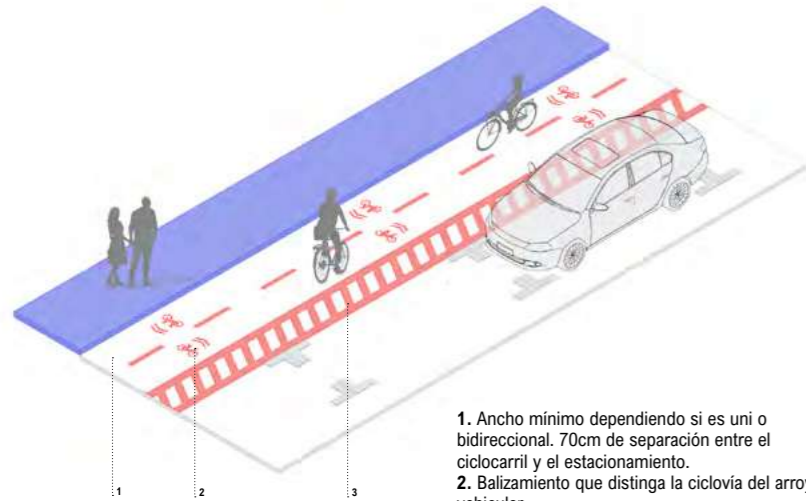 1
2
3
1. Ancho mínimo dependiendo si es uni o
bidireccional. 70cm de separación entre el
ciclocarril y el estacionamiento.
2. Balizamiento que distinga la ciclovía del